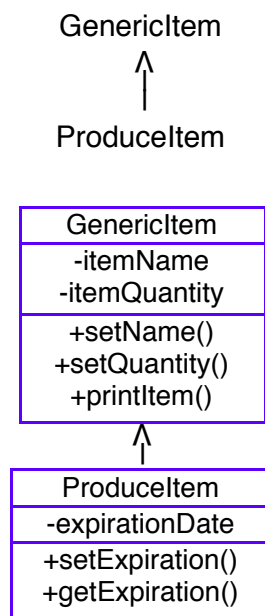 GenericItem
ProduceItem
GenericItem
-itemName
-itemQuantity
+setName()
+setQuantity()
+printItem()
ProduceItem
-expirationDate
+setExpiration()
+getExpiration()